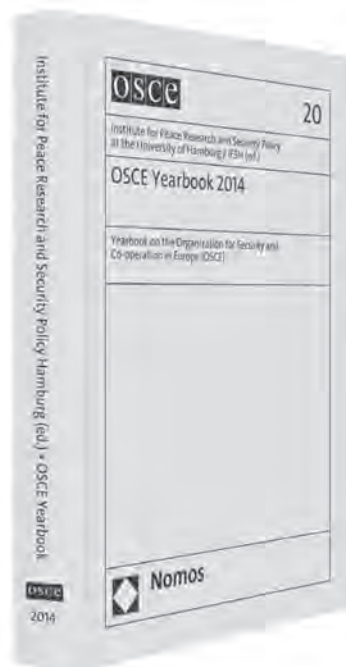 Institute for Peace Research and Security Policy Hamburg (ed.) • OSCE Yearbook
osce
2014
osce
20
Institute for Peace Research and Security Policy
at the University of Hamburg / IFSH (ed.)
OSCE Yearbook 2014
Yearbook on the Organization for Security and
Co-operation in Europe (OSCE)
Nomos